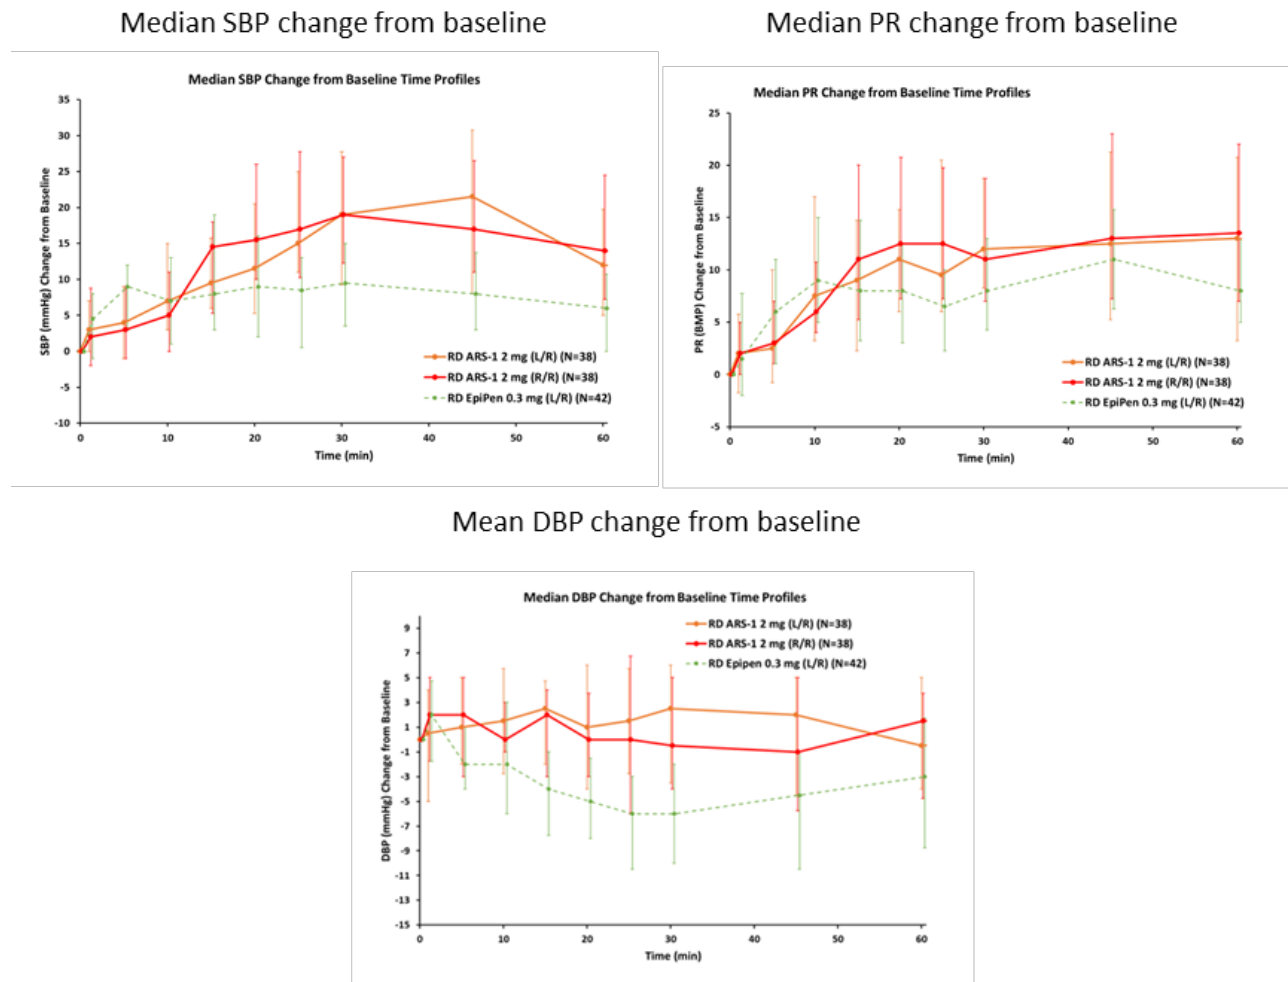 Median SBP change from baseline
Median PR change from baseline
Median SBP Change from Baseline Time Profiles
SBP (mmHg) Change from Baseline
35
30
25
20
15
10
5
0
-5
-10
0
10
20
30
40
50
60
Time (min)
RD ARS-1 2 mg (L/R) (N=38)
RD ARS-1 2 mg (R/R) (N=38)
RD EpiPen 0.3 mg (L/R) (N=42)
Median PR Change from Baseline Time Profiles
PR (BMP) Change from Baseline
25
20
15
10
5
0
-5
0
10
20
30
40
50
60
Time (min)
RD ARS-1 2 mg (L/R) (N=38)
RD ARS-1 2 mg (R/R) (N=38)
RD EpiPen 0.3 mg (L/R) (N=42)
Mean DBP change from baseline
Median DBP Change from Baseline Time Profiles
RD ARS-1 2 mg (L/R) (N=38)
RD ARS-1 2 mg (R/R) (N=38)
RD Epipen 0.3 mg (L/R) (N=42)
DBP (mmHg) Change from Baseline
9
7
5
3
1
-1
-3
-5
-7
-9
-11
-13
-15
0
10
20
30
40
50
60
Time (min)